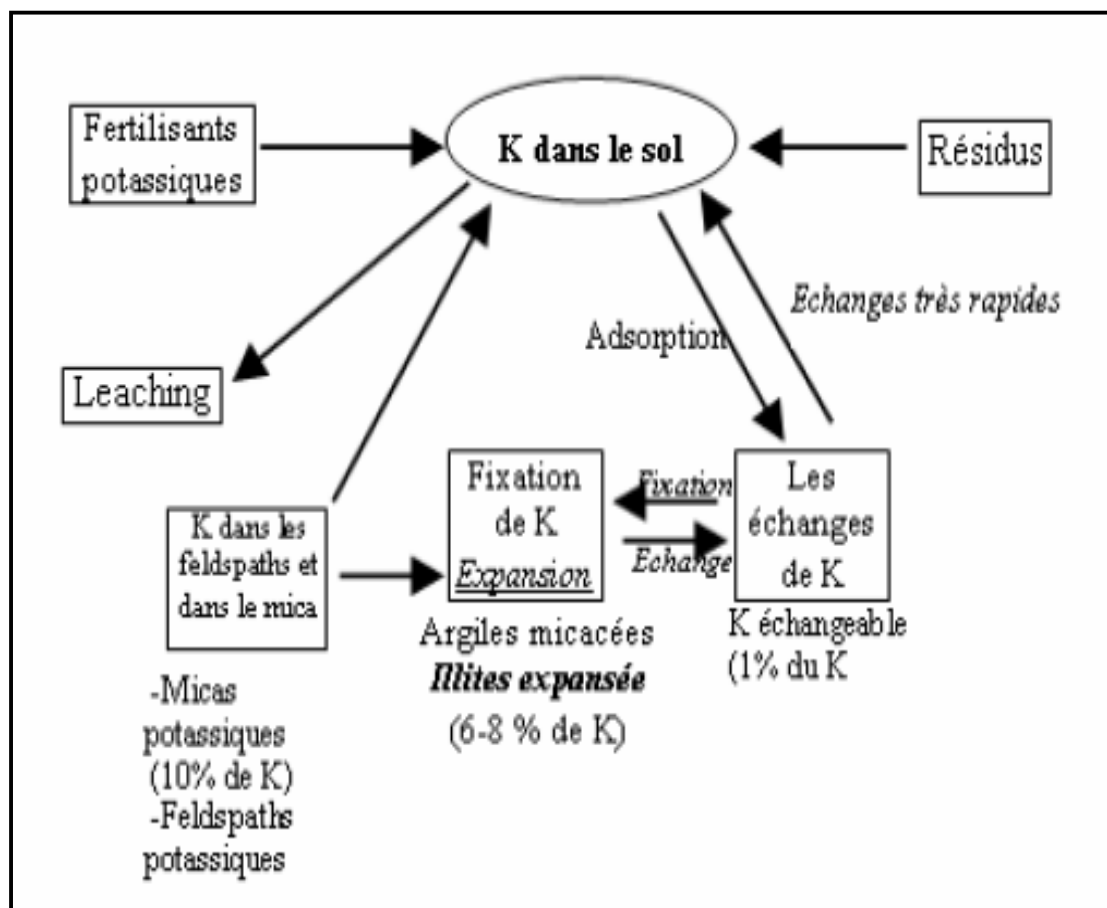 Fertilisants
potassiques
K dans le sol
Résidus
Echanges très rapides
Adsorption
Leaching
K dans les
feldspaths et
dans le mica
Fixation
de K
Expansion
Fixation
Echange
Les
échanges
de K
Argiles micacées
Illites expansée
(6-8 % de K)
K échangeable
(1% du K
-Micas
potassiques
(10% de K)
-Feldspaths
potassiques